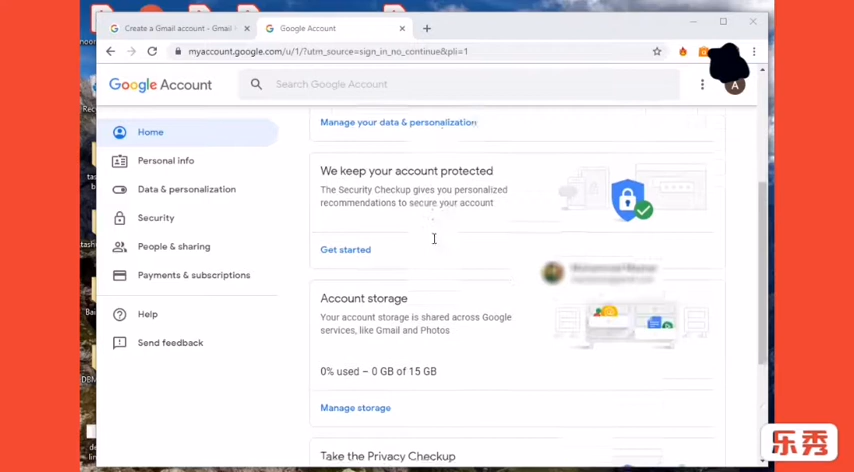 Create a Gmail account - Gmail
Google Account
myaccount.google.com/u/1/?utm_source=sign_in_no_continue&pli=1
Google Account
Search Google Account
A
Home
Personal info
Data & personalization
Security
People & sharing
Payments & subscriptions
Help
Send feedback
Manage your data & personalization
We keep your account protected
The Security Checkup gives you personalized
recommendations to secure your account
Get started
Account storage
Your account storage is shared across Google
services, like Gmail and Photos
0% used – 0 GB of 15 GB
Manage storage
Take the Privacy Checkup
乐秀